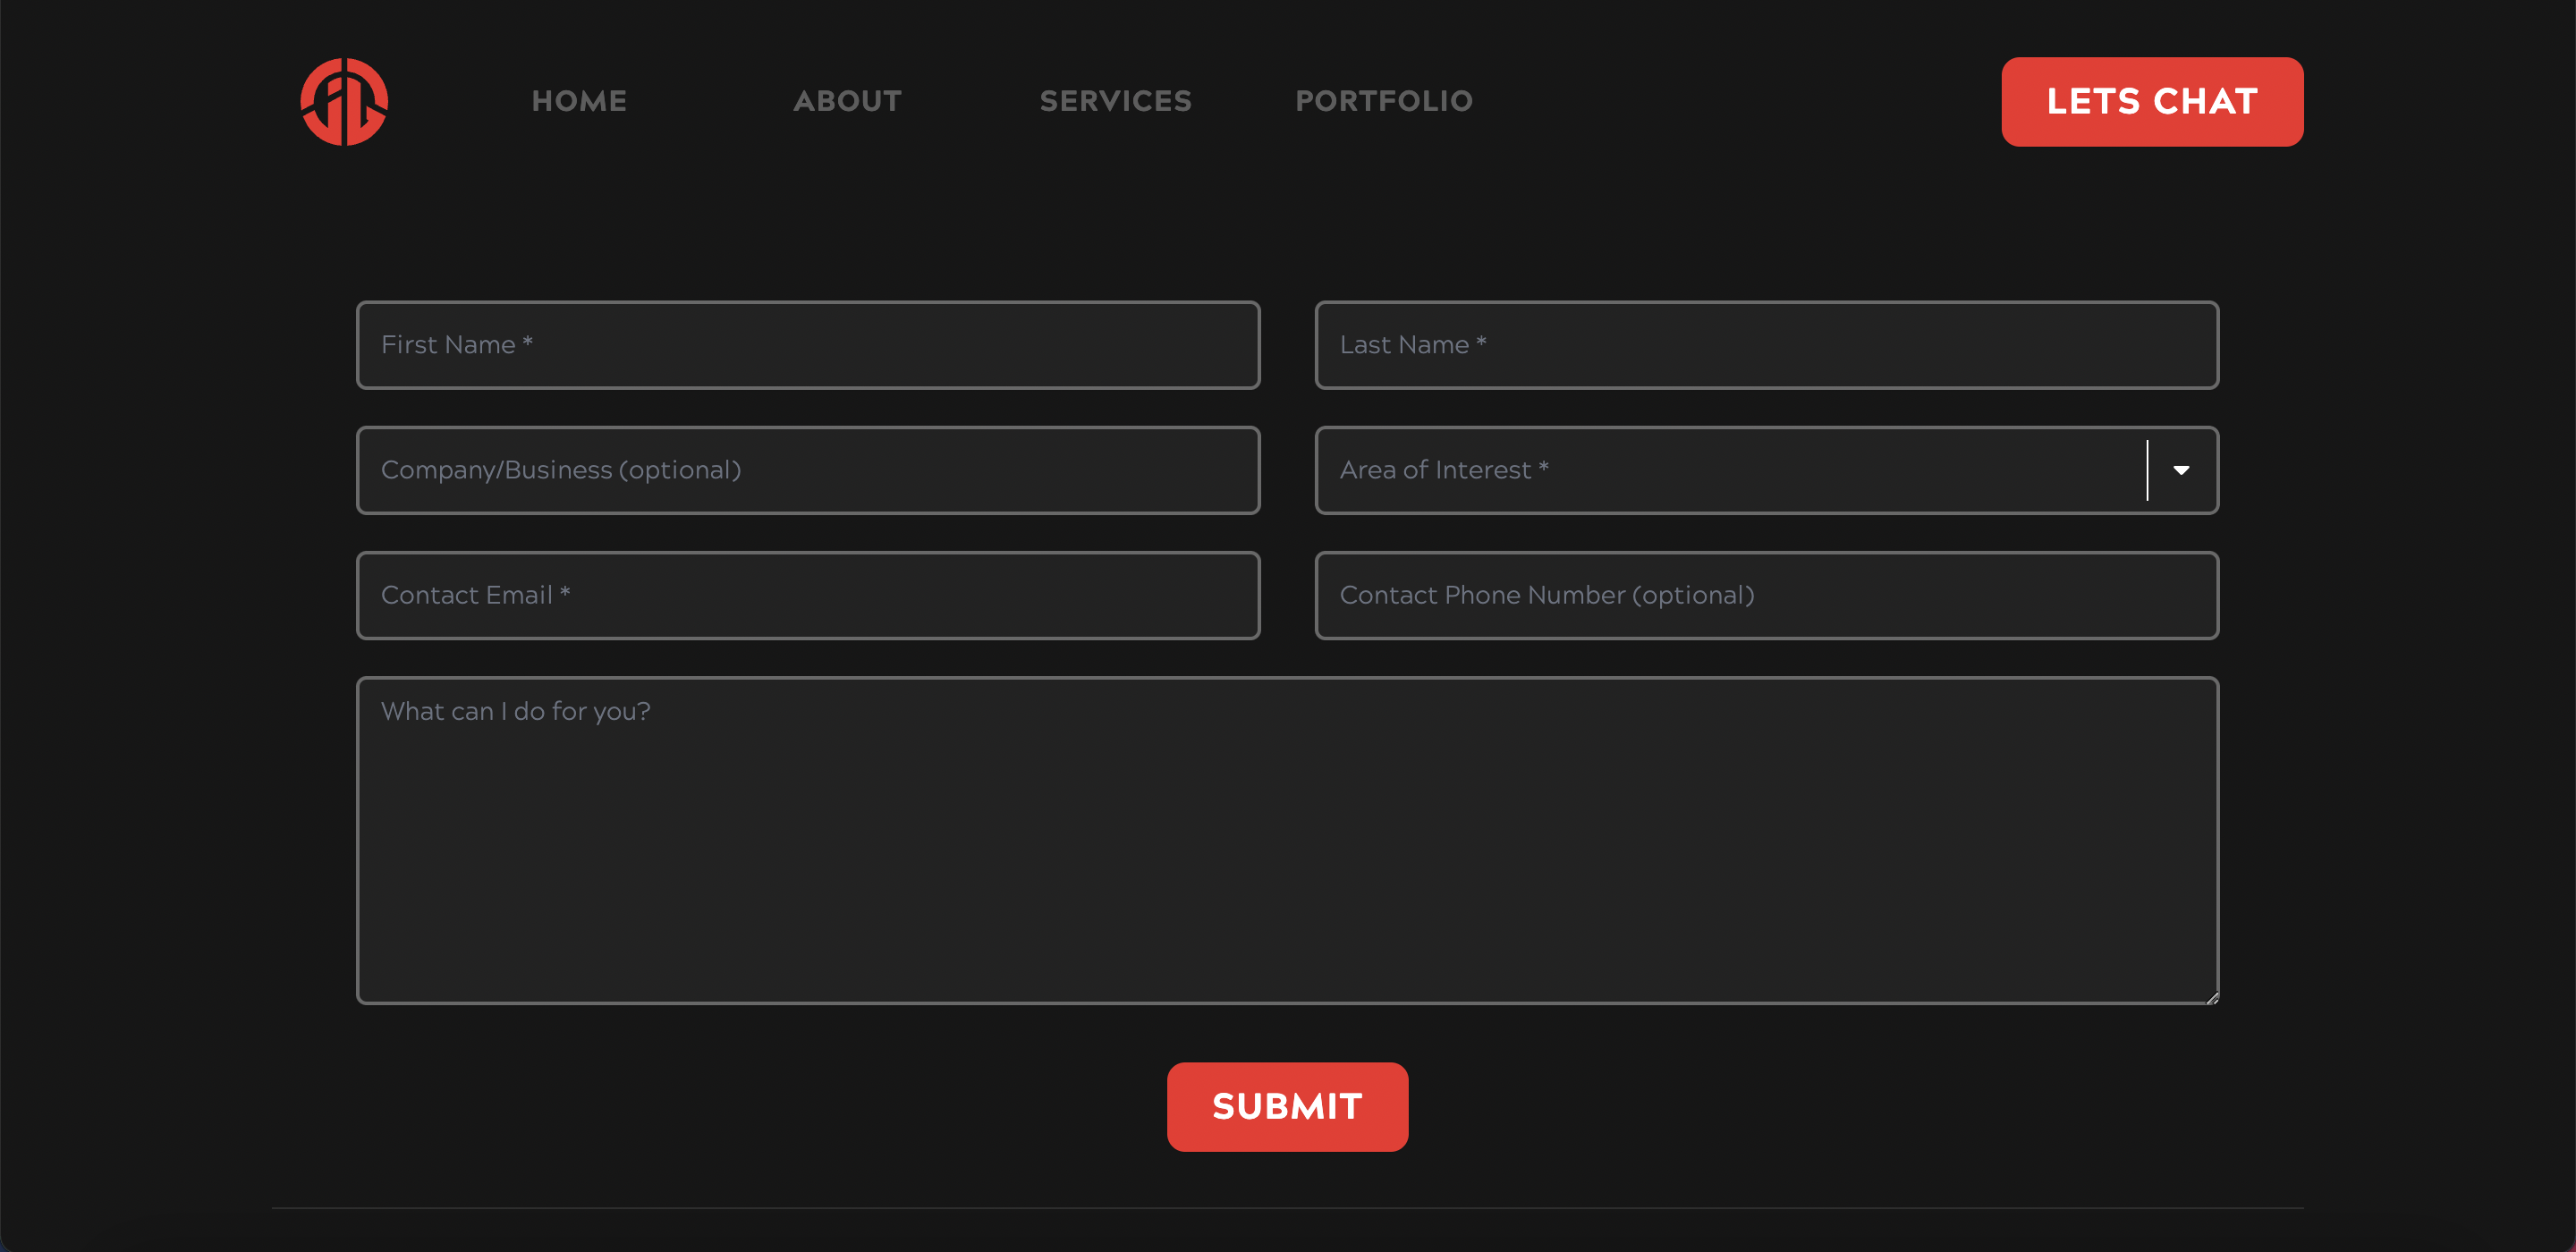 HOME ABOUT SERVICES PORTFOLIO LETS CHAT
First Name * Last Name *
Company/Business (optional) Area of Interest *
Contact Email * Contact Phone Number (optional)
What can I do for you?
SUBMIT